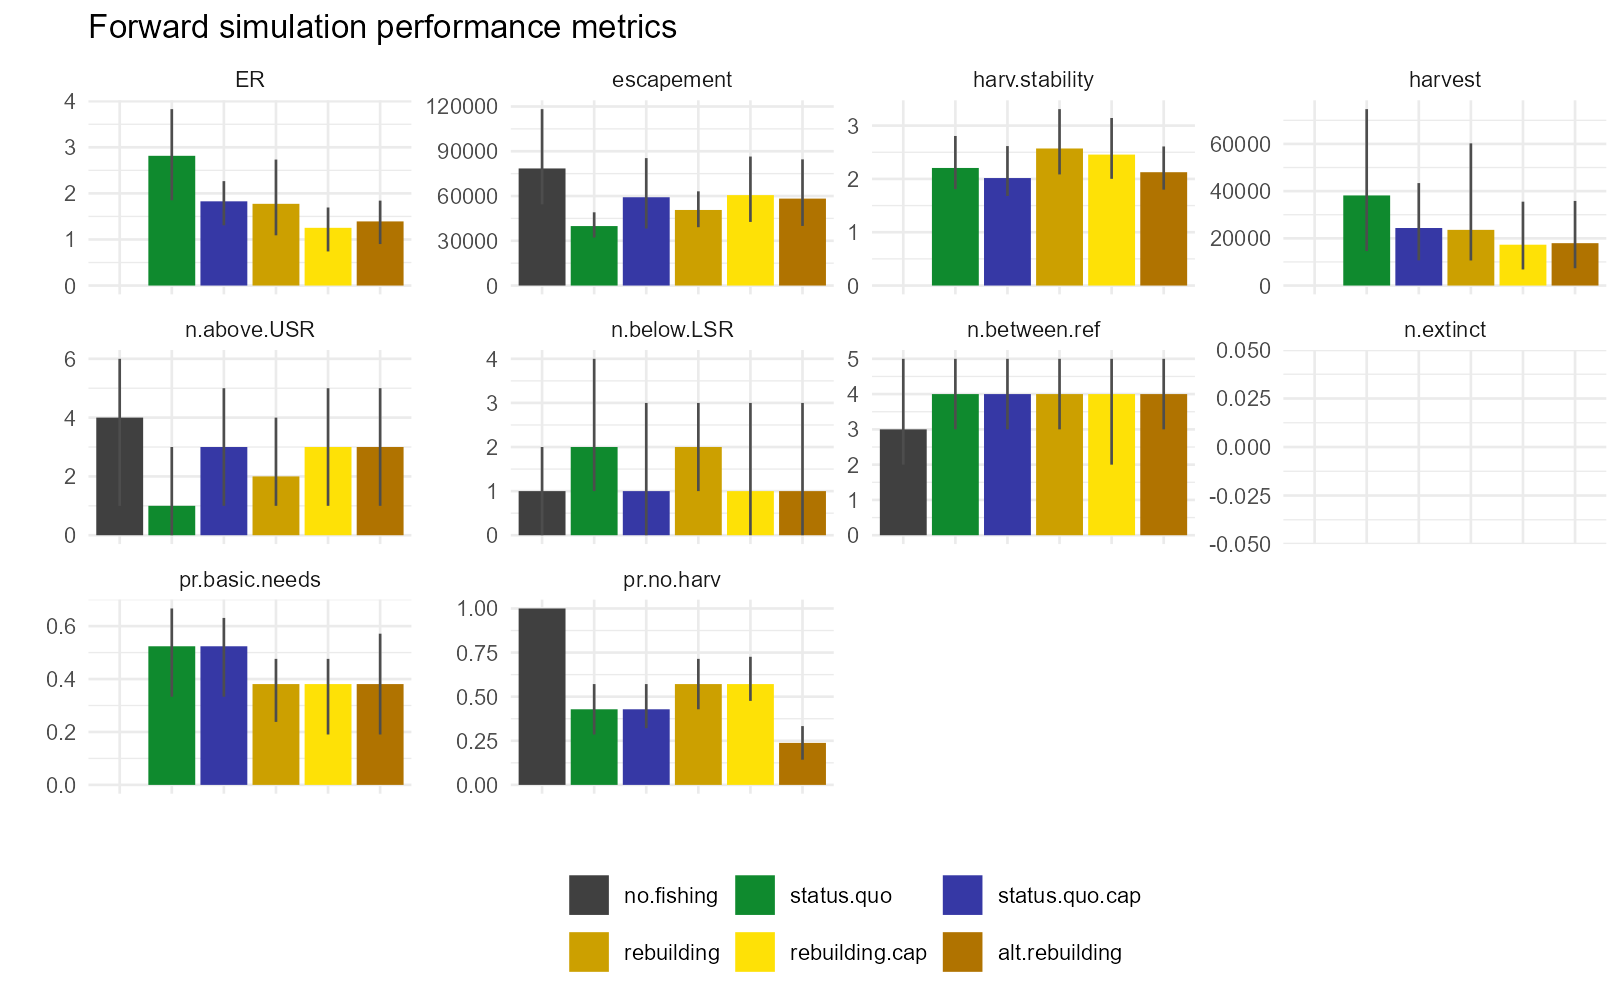 Forward simulation performance metrics
ER
escapement
harv.stability
harvest
4
3
2
1
0
120000
90000
60000
30000
0
3
2
1
0
60000
40000
20000
0
n.above.USR
n.below.LSR
n.between.ref
n.extinct
6
4
2
0
4
3
2
1
0
5
4
3
2
1
0
0.050
0.025
0.000
-0.025
-0.050
pr.basic.needs
pr.no.harv
0.6
0.4
0.2
0.0
1.00
0.75
0.50
0.25
0.00
no.fishing
status.quo
status.quo.cap
rebuilding
rebuilding.cap
alt.rebuilding